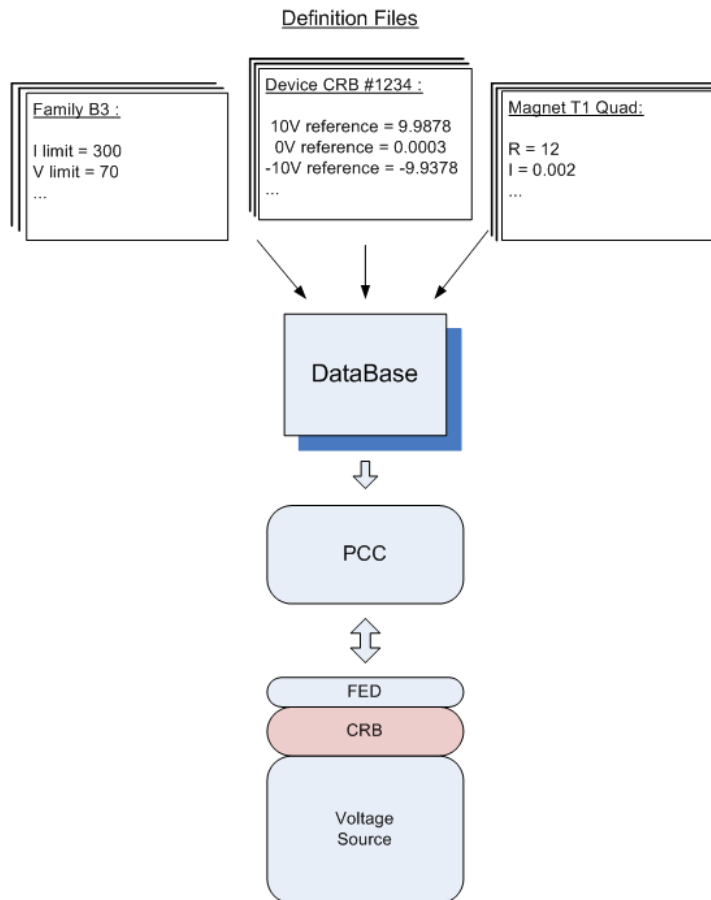 Definition Files
Family B3 :
I limit = 300
V limit = 70
...
Device CRB #1234 :
10V reference = 9.9878
0V reference = 0.0003
-10V reference = -9.9378
...
Magnet T1 Quad:
R = 12
I = 0.002
...
DataBase
PCC
FED
CRB
Voltage
Source